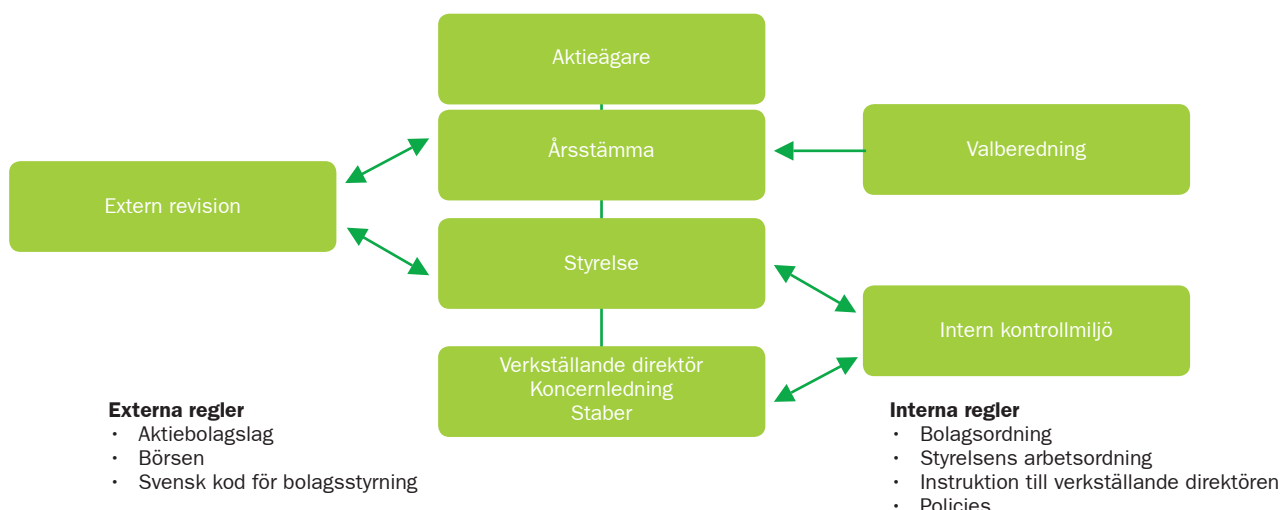 Aktieägare
Årsstämma
Valberedning
Extern revision
Styrelse
Intern kontrollmiljö
Verkställande direktör
Koncernledning
Staber
Externa regler
· Aktiebolagslag
· Börsen
· Svensk kod för bolagsstyrning
Interna regler
· Bolagsordning
· Styrelsens arbetsordning
· Instruktion till verkställande direktören
· Policies